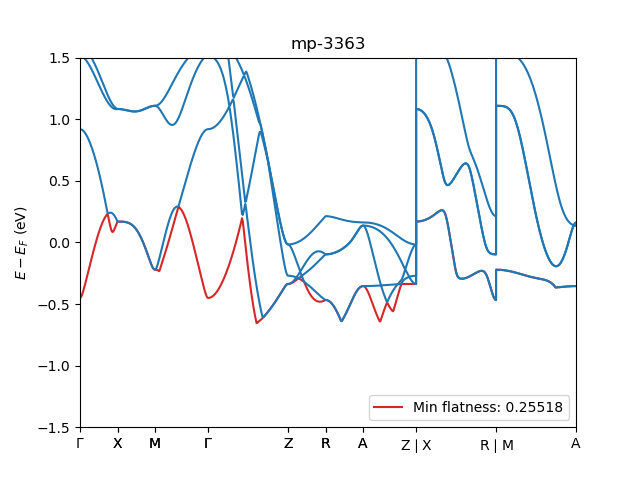 mp-3363
1.5
1.0
0.5
0.0
−0.5
−1.0
−1.5
E − E_F (eV)
Min flatness: 0.25518
Γ X M Γ Z R A Z | X R | M A